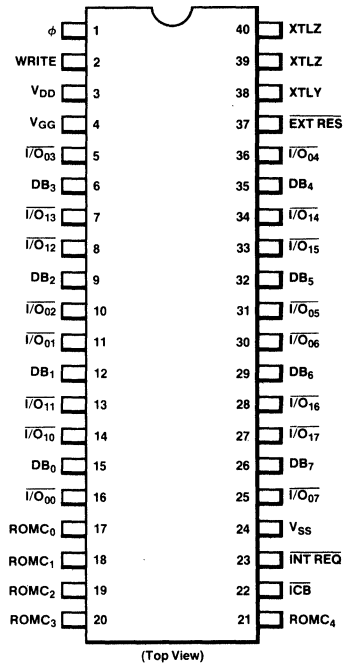 ϕ 1 40 XTLZ
WRITE 2 39 XTLZ
VDD 3 38 XTLY
VGG 4 37 EXT RES
I/O03 5 36 I/O04
DB3 6 35 DB4
I/O13 7 34 I/O14
I/O12 8 33 I/O15
DB2 9 32 DB5
I/O02 10 31 I/O05
I/O01 11 30 I/O06
DB1 12 29 DB6
I/O11 13 28 I/O16
I/O10 14 27 I/O17
DB0 15 26 DB7
I/O00 16 25 I/O07
ROMC0 17 24 VSS
ROMC1 18 23 INT REQ
ROMC2 19 22 ICB
ROMC3 20 21 ROMC4
(Top View)